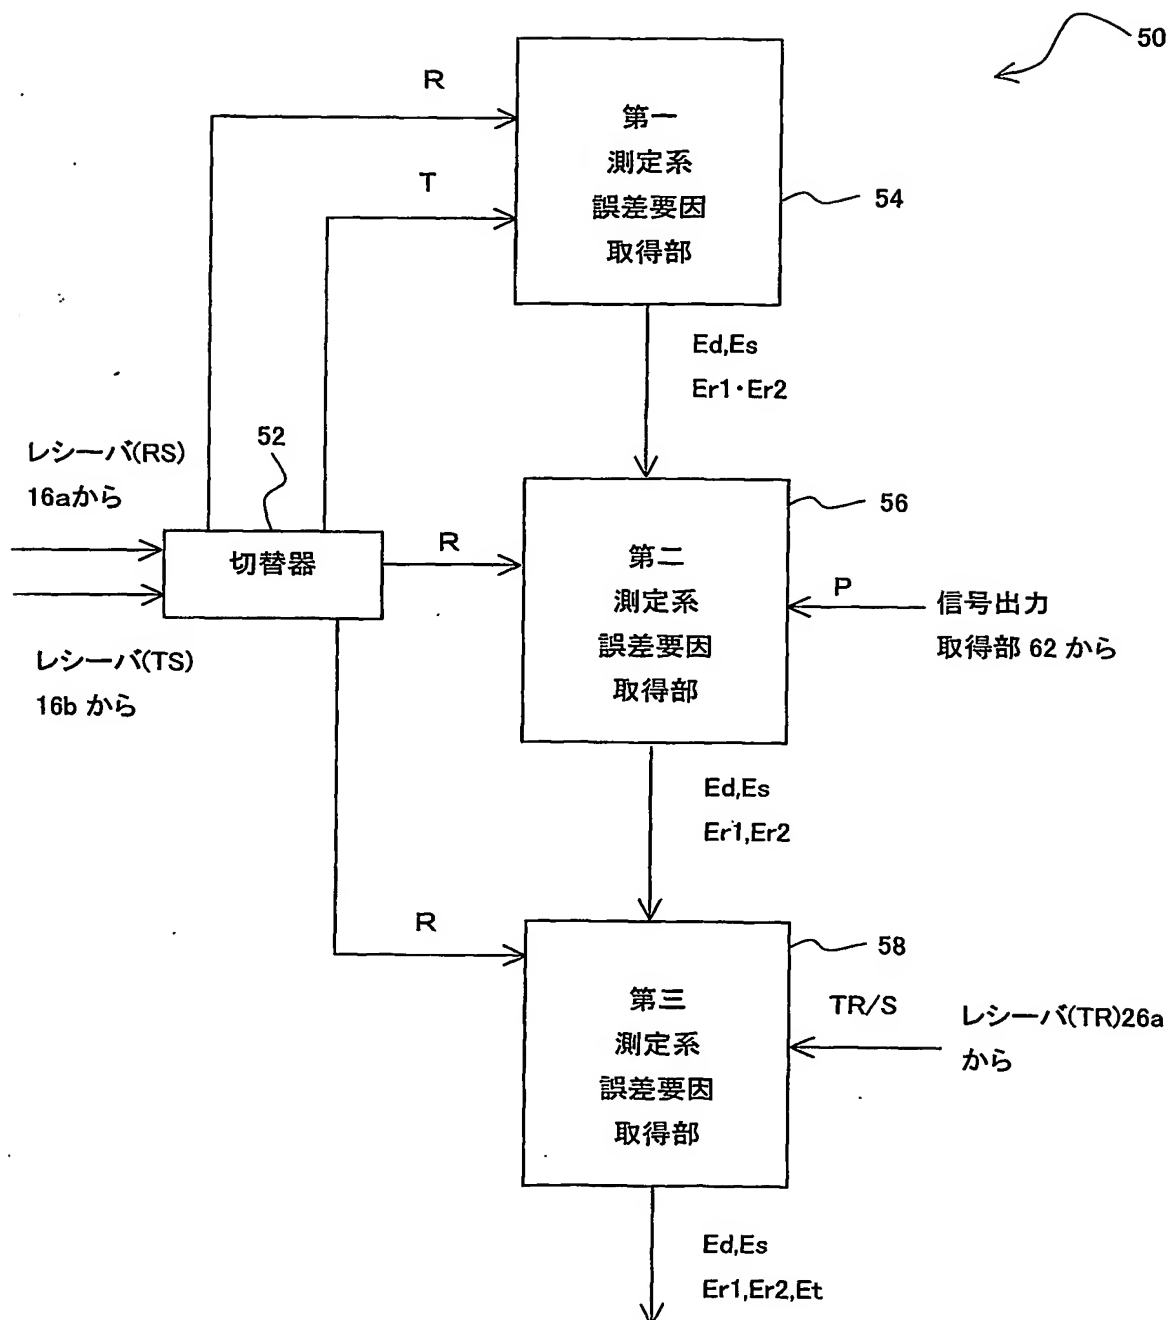 50
R
T
第一
測定系
誤差要因
取得部
54
Ed,Es
Er1・Er2
レシーバ(RS)
16aから
52
切替器
R
レシーバ(TS)
16b から
56
第二
測定系
誤差要因
取得部
P
信号出力
取得部 62 から
Ed,Es
Er1,Er2
R
58
第三
測定系
誤差要因
取得部
TR/S
レシーバ(TR)26a
から
Ed,Es
Er1,Er2,Et